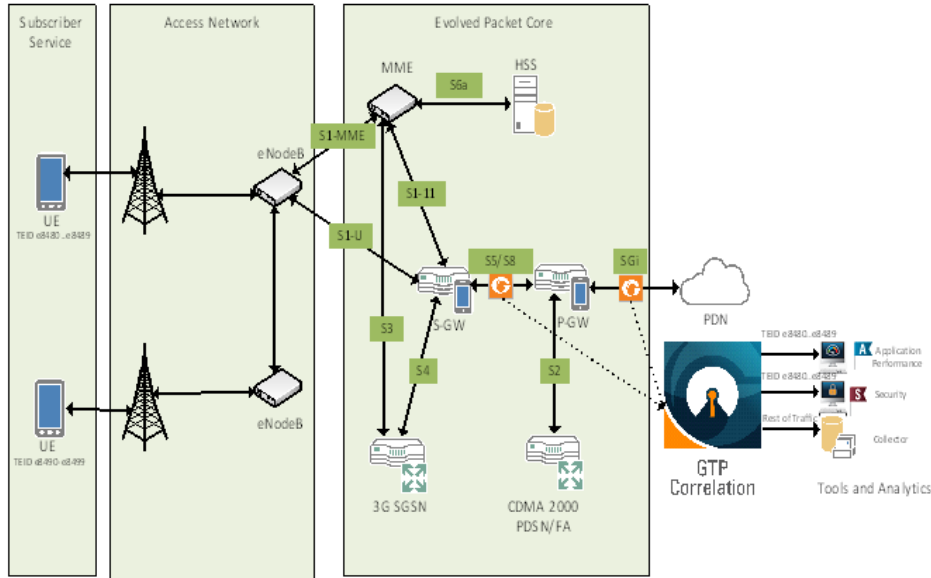 Subscriber
Service
Access Network
Evolved Packet Core
MME
HSS
S6a
S1-MME
eNodeB
S1-11
UE
TEID e8480..e8489
S1-U
S5/S8
SGi
S-GW
P-GW
PDN
S3
S4
S2
TEID e8480..e8489
A
Application
Performance
TEID e8480..e8489
S
Security
Rest of Traffic
Collector
eNodeB
UE
TEID e8490-e8499
GTP
Correlation
Tools and Analytics
3G SGSN
CDMA 2000
PDSN/FA